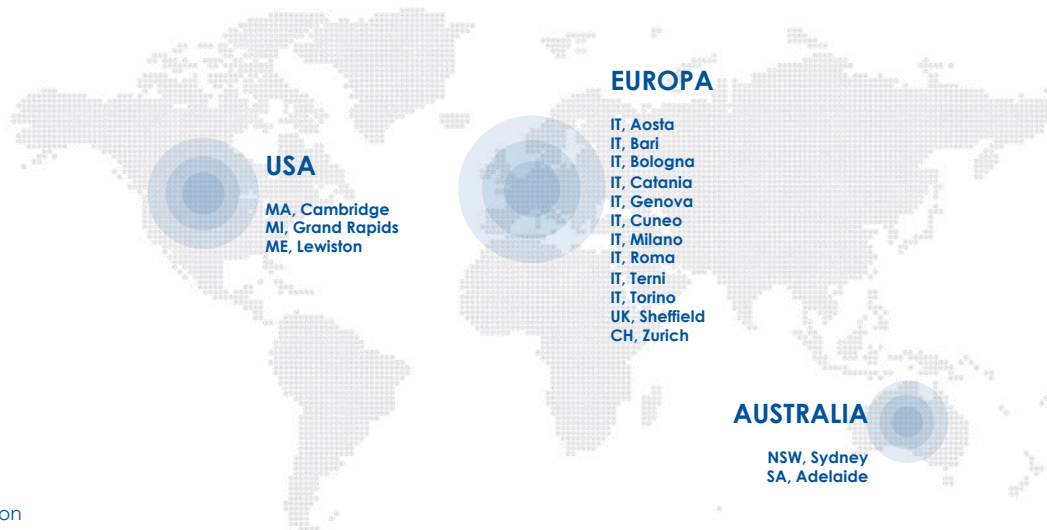 EUROPA
IT, Aosta
IT, Bari
IT, Bologna
IT, Catania
IT, Genova
IT, Cuneo
IT, Milano
IT, Roma
IT, Terni
IT, Torino
UK, Sheffield
CH, Zurich
USA
MA, Cambridge
MI, Grand Rapids
ME, Lewiston
AUSTRALIA
NSW, Sydney
SA, Adelaide
on